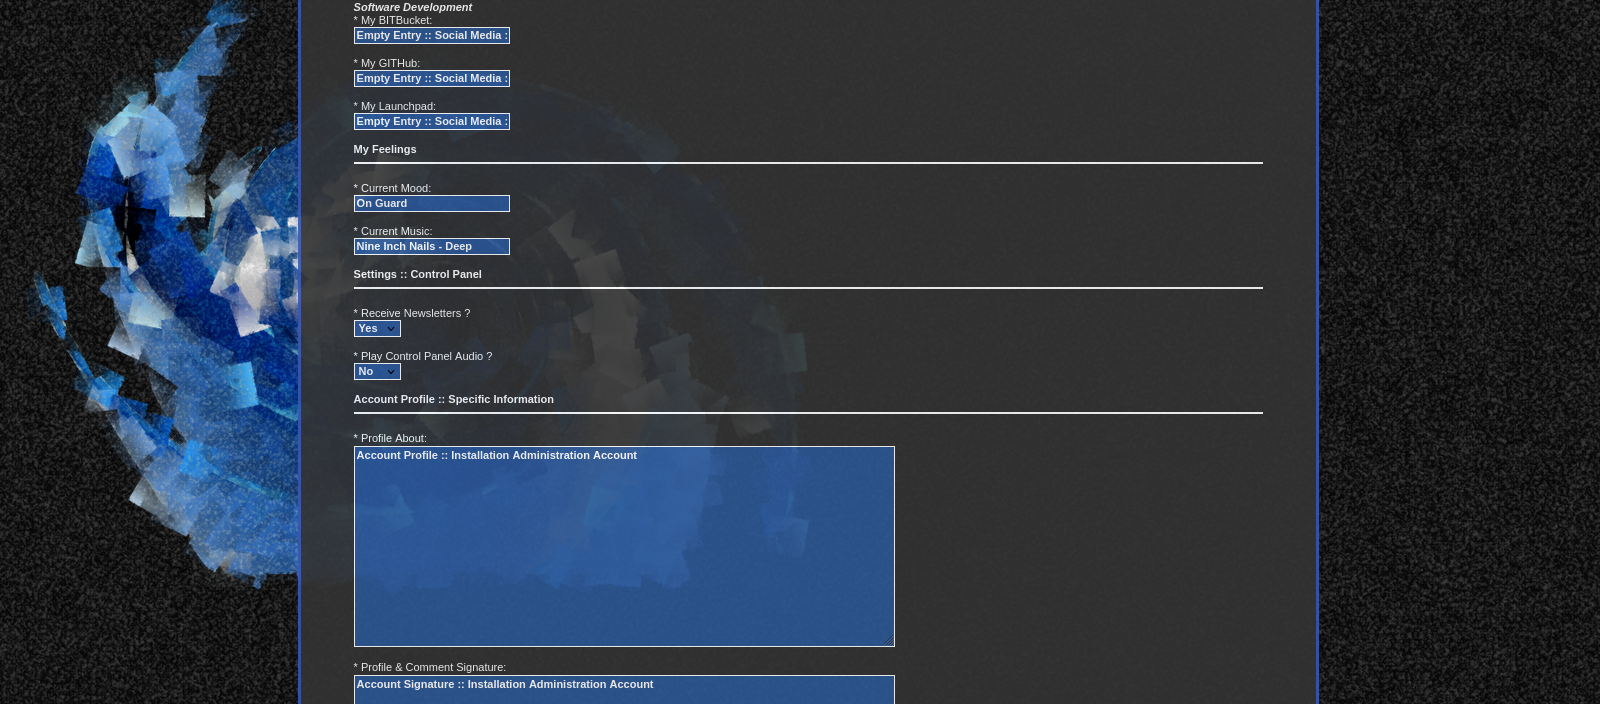 Software Development
* My BITBucket:
Empty Entry :: Social Media :
* My GITHub:
Empty Entry :: Social Media :
* My Launchpad:
Empty Entry :: Social Media :
My Feelings
* Current Mood:
On Guard
* Current Music:
Nine Inch Nails - Deep
Settings :: Control Panel
* Receive Newsletters ?
Yes
* Play Control Panel Audio ?
No
Account Profile :: Specific Information
* Profile About:
Account Profile :: Installation Administration Account
* Profile & Comment Signature:
Account Signature :: Installation Administration Account